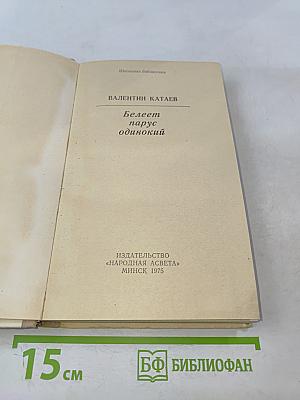 Школьная библиотека
ВАЛЕНТИН КАТАЕВ
Белеет
парус
одинокий
ИЗДАТЕЛЬСТВО
«НАРОДНАЯ АСВЕТА»
МИНСК 1975
15 см
БФ БИБЛИОФАН